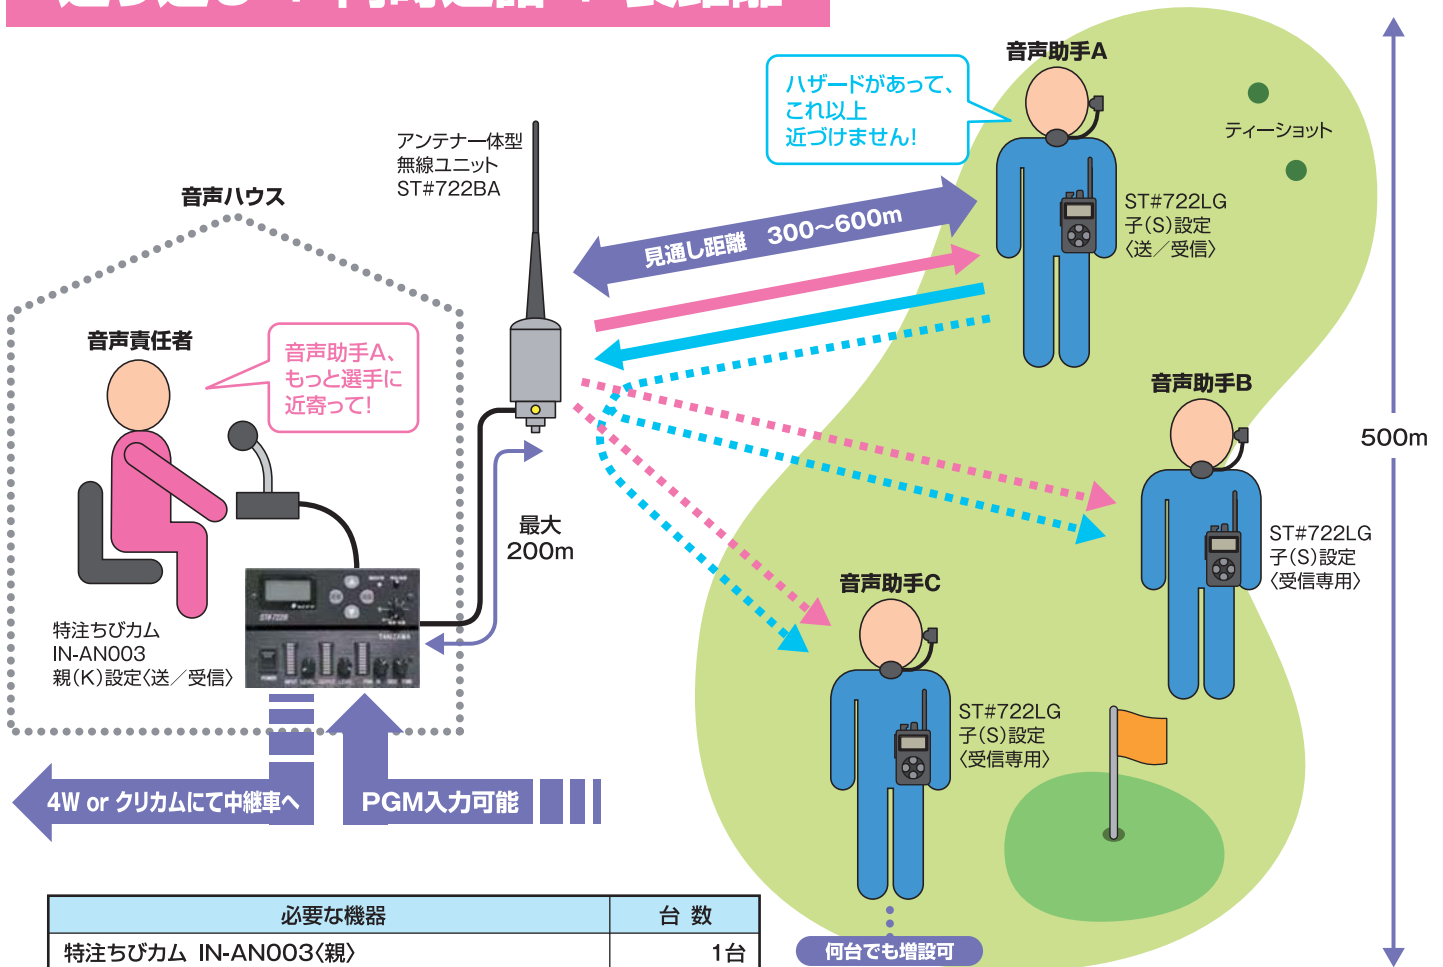 音声助手A
ハザードがあって、
これ以上
近づけません!
ティーショット
アンテナ一体型
無線ユニット
ST#722BA
音声ハウス
見通し距離 300〜600m
ST#722LG
子(S)設定
〈送／受信〉
音声責任者
音声助手A、
もっと選手に
近寄って!
音声助手B
500m
最大
200m
ST#722LG
子(S)設定
〈受信専用〉
音声助手C
特注ちびカム
IN-AN003
親(K)設定〈送／受信〉
TANIZAWA
POWER
ST#722LG
子(S)設定
〈受信専用〉
4W or クリカムにて中継車へ
PGM入力可能
必要な機器
台 数
特注ちびカム IN-AN003〈親〉
1台
何台でも増設可